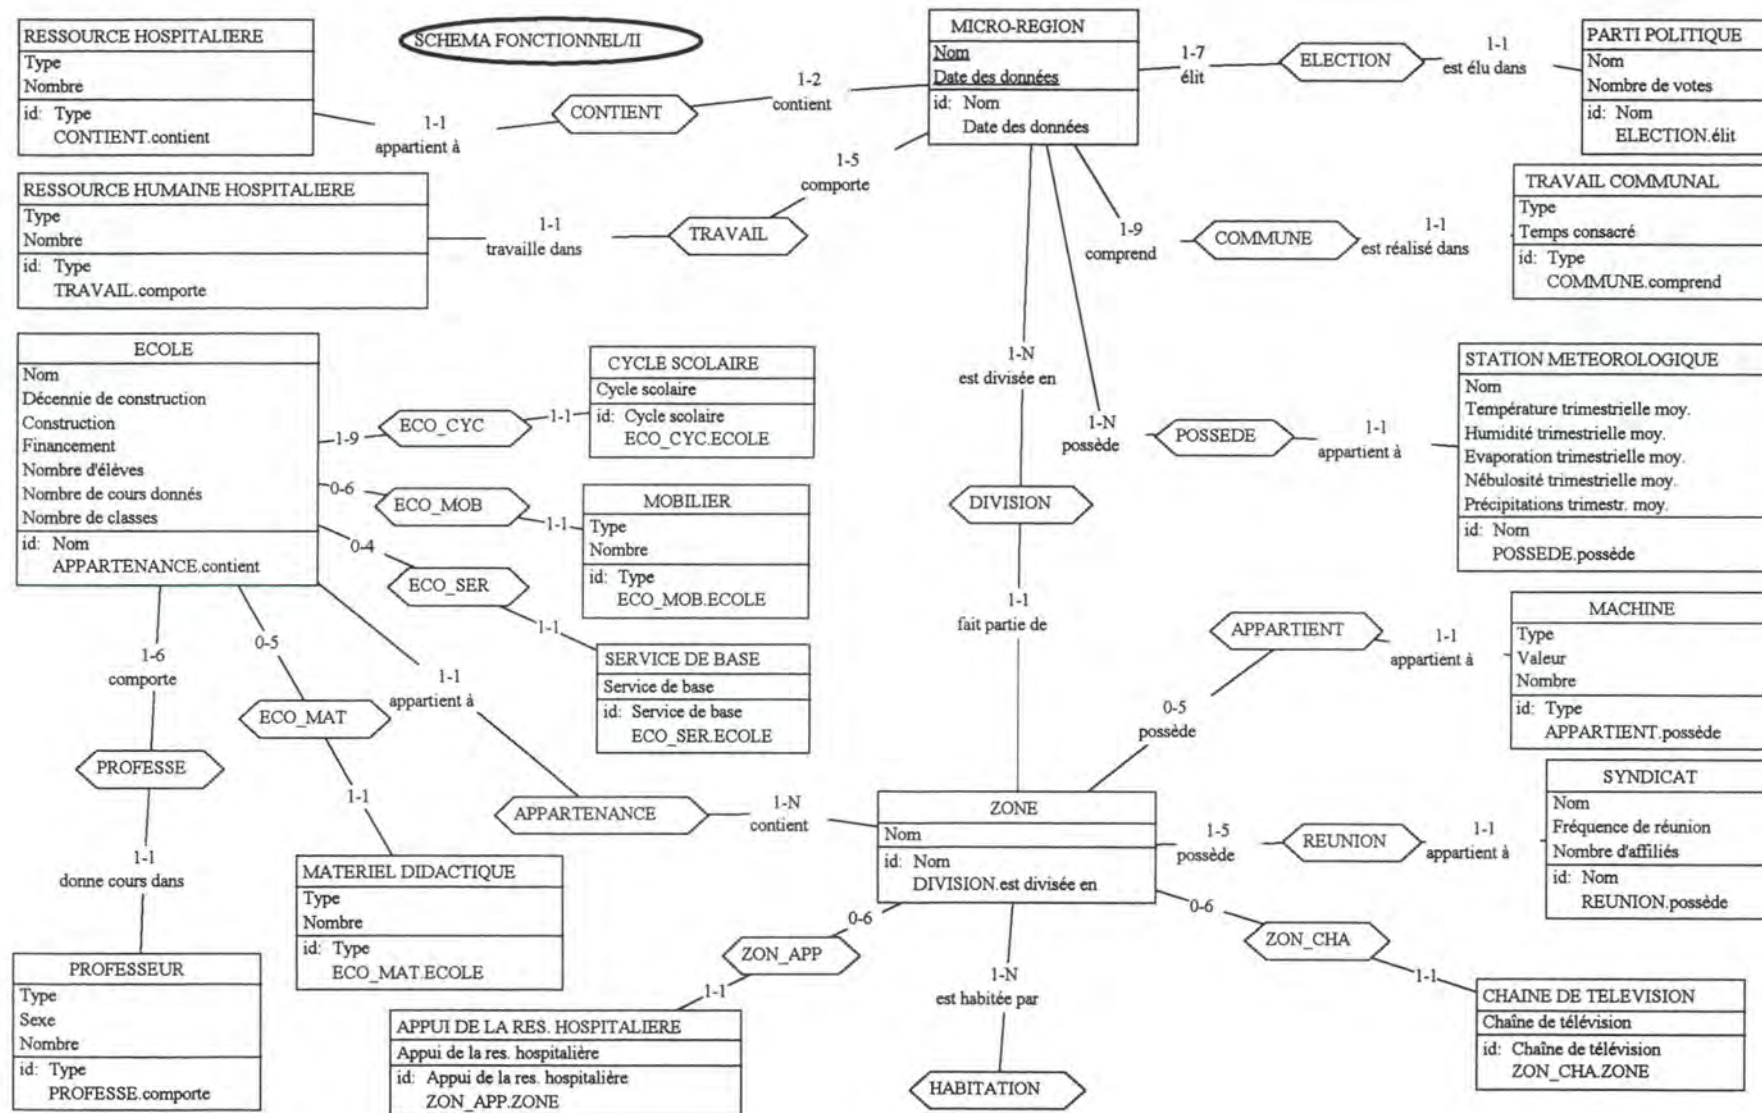 SCHEMA FONCTIONNEL/II
RESSOURCE HOSPITALIERE
Type
Nombre
id: Type
CONTIENT.contient
1-1
appartient à
CONTIENT
1-2
contient
MICRO-REGION
Nom
Date des données
id: Nom
Date des données
1-7
élit
ELECTION
1-1
est élu dans
PARTI POLITIQUE
Nom
Nombre de votes
id: Nom
ELECTION.élit
RESSOURCE HUMAINE HOSPITALIERE
Type
Nombre
id: Type
TRAVAIL.comporte
1-1
travaille dans
TRAVAIL
1-5
comporte
1-9
comprend
COMMUNE
1-1
est réalisé dans
TRAVAIL COMMUNAL
Type
Temps consacré
id: Type
COMMUNE.comprend
ECOLE
Nom
Décennie de construction
Construction
Financement
Nombre d'élèves
Nombre de cours donnés
Nombre de classes
id: Nom
APPARTENANCE.contient
1-9
ECO_CYC
1-1
CYCLE SCOLAIRE
Cycle scolaire
id: Cycle scolaire
ECO_CYC.ECOLE
0-6
ECO_MOB
1-1
MOBILIER
Type
Nombre
id: Type
ECO_MOB.ECOLE
0-4
ECO_SER
1-1
SERVICE DE BASE
Service de base
id: Service de base
ECO_SER.ECOLE
1-N
est divisée en
DIVISION
1-1
fait partie de
1-N
possède
POSSEDE
1-1
appartient à
STATION METEOROLOGIQUE
Nom
Température trimestrielle moy.
Humidité trimestrielle moy.
Evaporation trimestrielle moy.
Nébulosité trimestrielle moy.
Précipitations trimestr. moy.
id: Nom
POSSEDE.possède
1-6
comporte
PROFESSE
1-1
donne cours dans
PROFESSEUR
Type
Sexe
Nombre
id: Type
PROFESSE.comporte
0-5
ECO_MAT
1-1
MATERIEL DIDACTIQUE
Type
Nombre
id: Type
ECO_MAT.ECOLE
1-1
appartient à
APPARTENANCE
1-N
contient
ZONE
Nom
id: Nom
DIVISION.est divisée en
0-5
possède
APPARTIENT
1-1
appartient à
MACHINE
Type
Valeur
Nombre
id: Type
APPARTIENT.possède
1-5
possède
REUNION
1-1
appartient à
SYNDICAT
Nom
Fréquence de réunion
Nombre d'affiliés
id: Nom
REUNION.possède
0-6
ZON_APP
1-1
APPUI DE LA RES. HOSPITALIERE
Appui de la res. hospitalière
id: Appui de la res. hospitalière
ZON_APP.ZONE
1-N
est habitée par
HABITATION
0-6
ZON_CHA
1-1
CHAINE DE TELEVISION
Chaîne de télévision
id: Chaîne de télévision
ZON_CHA.ZONE